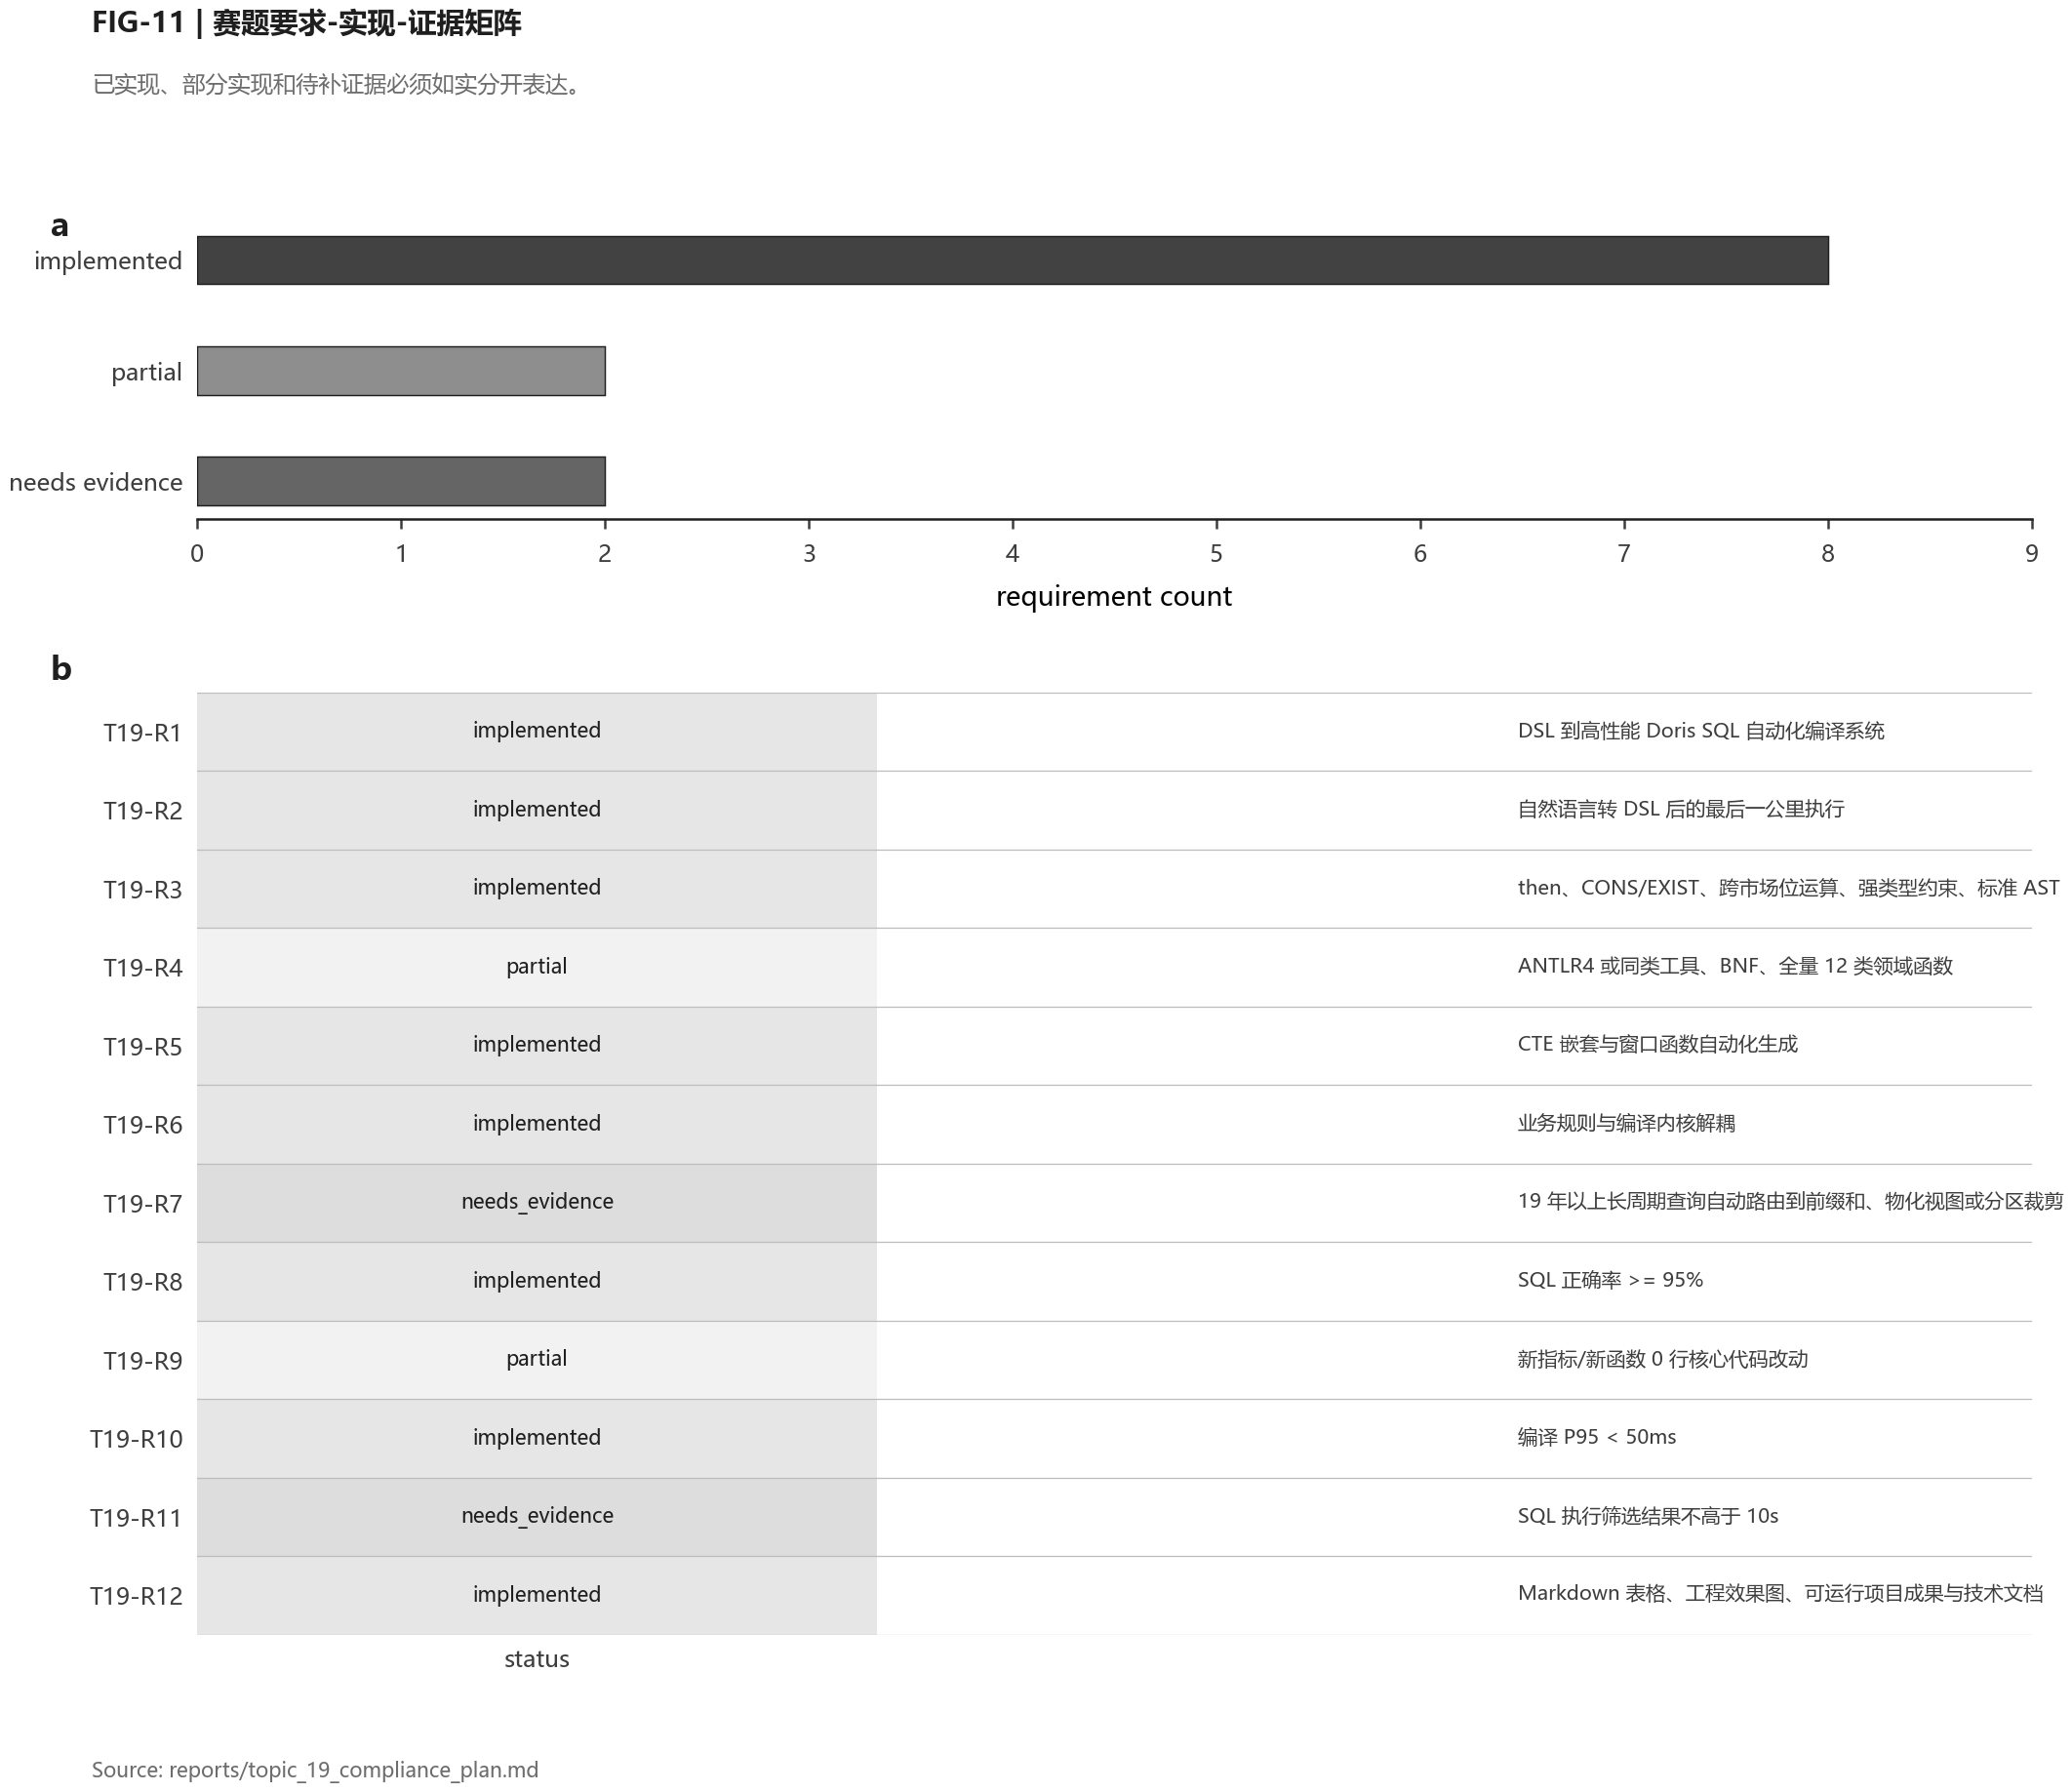 FIG-11 | 赛题要求-实现-证据矩阵
已实现、部分实现和待补证据必须如实分开表达。
a
implemented
partial
needs evidence
0 1 2 3 4 5 6 7 8 9
requirement count
b
T19-R1 implemented DSL 到高性能 Doris SQL 自动化编译系统
T19-R2 implemented 自然语言转 DSL 后的最后一公里执行
T19-R3 implemented then、CONS/EXIST、跨市场位运算、强类型约束、标准 AST
T19-R4 partial ANTLR4 或同类工具、BNF、全量 12 类领域函数
T19-R5 implemented CTE 嵌套与窗口函数自动化生成
T19-R6 implemented 业务规则与编译内核解耦
T19-R7 needs_evidence 19 年以上长周期查询自动路由到前缀和、物化视图或分区裁剪
T19-R8 implemented SQL 正确率 >= 95%
T19-R9 partial 新指标/新函数 0 行核心代码改动
T19-R10 implemented 编译 P95 < 50ms
T19-R11 needs_evidence SQL 执行筛选结果不高于 10s
T19-R12 implemented Markdown 表格、工程效果图、可运行项目成果与技术文档
status
Source: reports/topic_19_compliance_plan.md